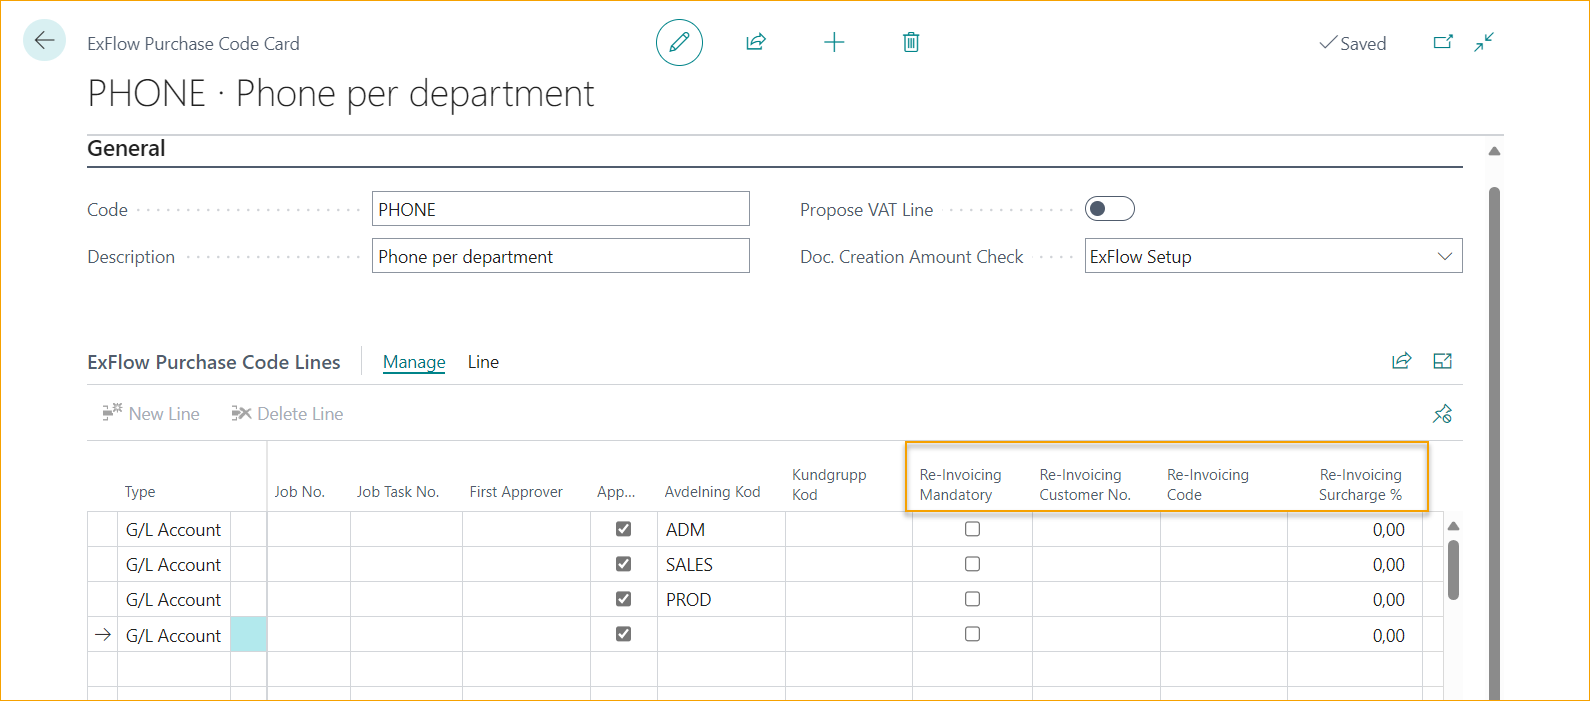 ExFlow Purchase Code Card
Saved
PHONE · Phone per department
General
Code PHONE Propose VAT Line
Description Phone per department Doc. Creation Amount Check ExFlow Setup
ExFlow Purchase Code Lines Manage Line
New Line Delete Line
Type Job No. Job Task No. First Approver App... Avdelning Kod Kundgrupp Kod Re-Invoicing Mandatory Re-Invoicing Customer No. Re-Invoicing Code Re-Invoicing Surcharge %
G/L Account ADM 0,00
G/L Account SALES 0,00
G/L Account PROD 0,00
G/L Account 0,00